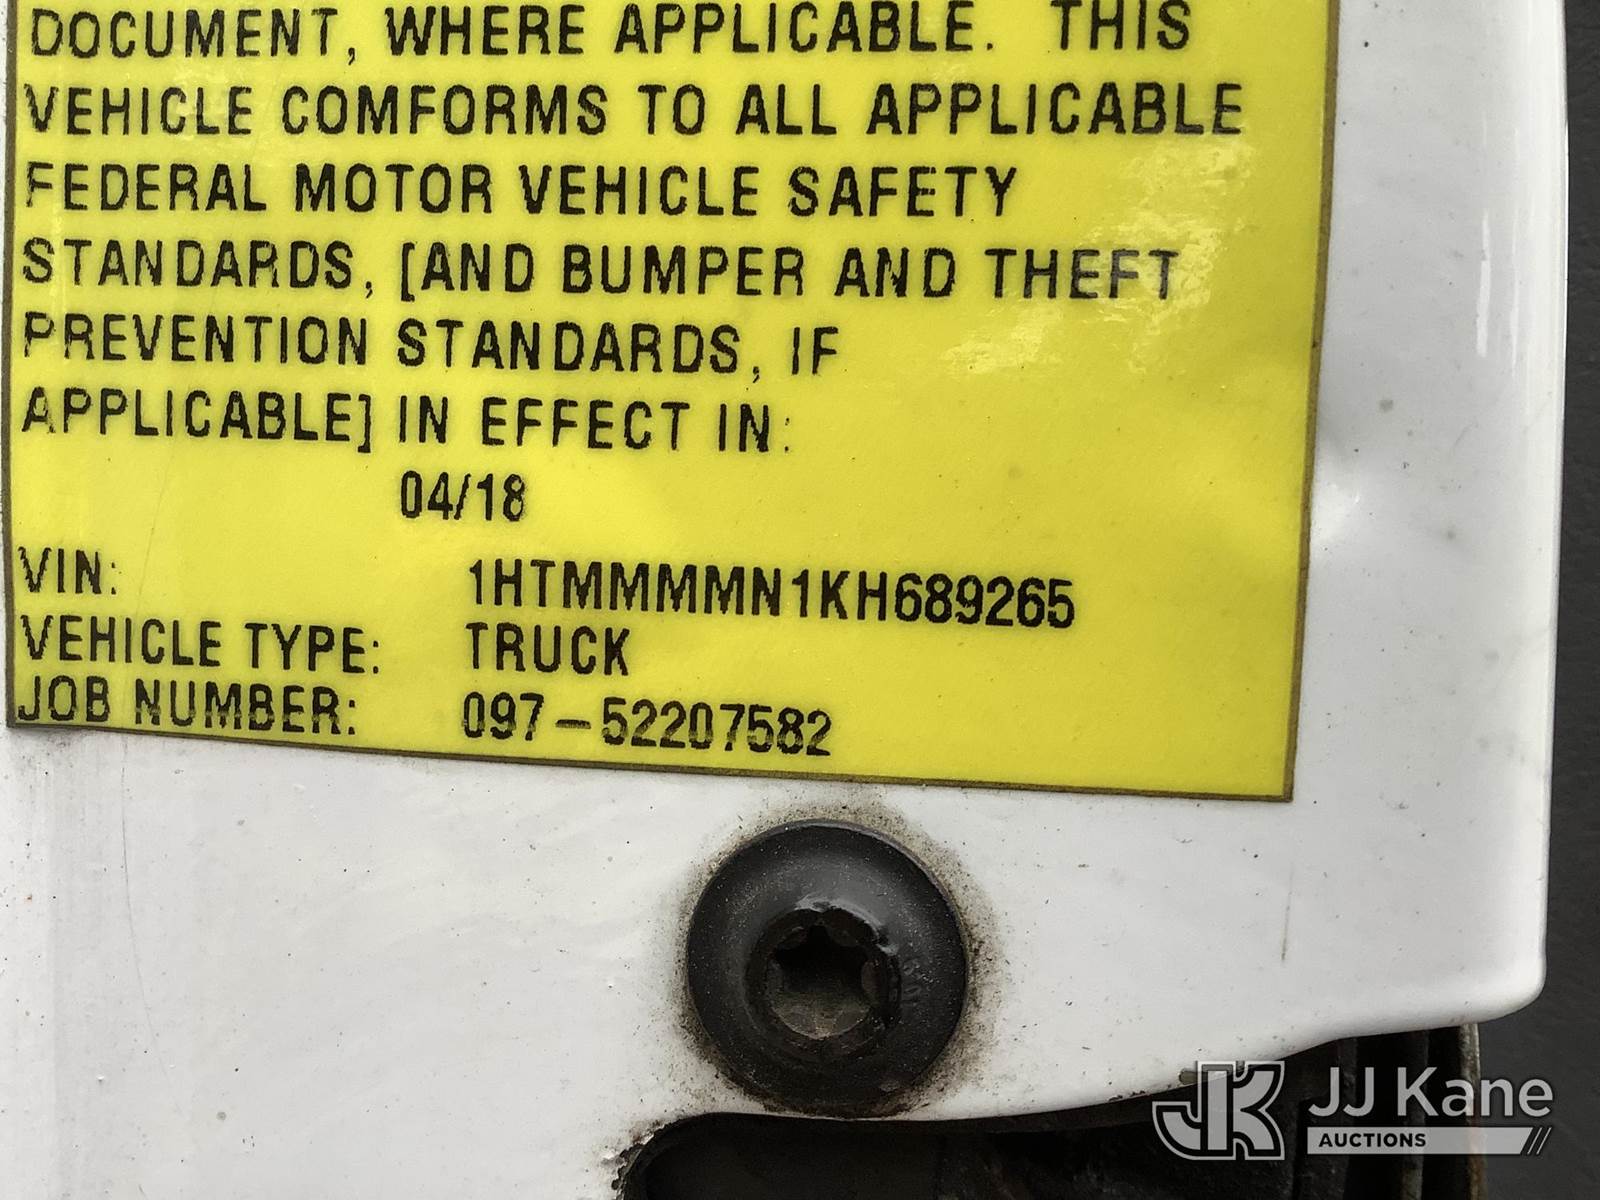 DOCUMENT, WHERE APPLICABLE. THIS
VEHICLE COMFORMS TO ALL APPLICABLE
FEDERAL MOTOR VEHICLE SAFETY
STANDARDS, [AND BUMPER AND THEFT
PREVENTION STANDARDS, IF
APPLICABLE] IN EFFECT IN:
04/18
VIN: 1HTMMMMN1KH689265
VEHICLE TYPE: TRUCK
JOB NUMBER: 097-52207582
JK JJ Kane
AUCTIONS